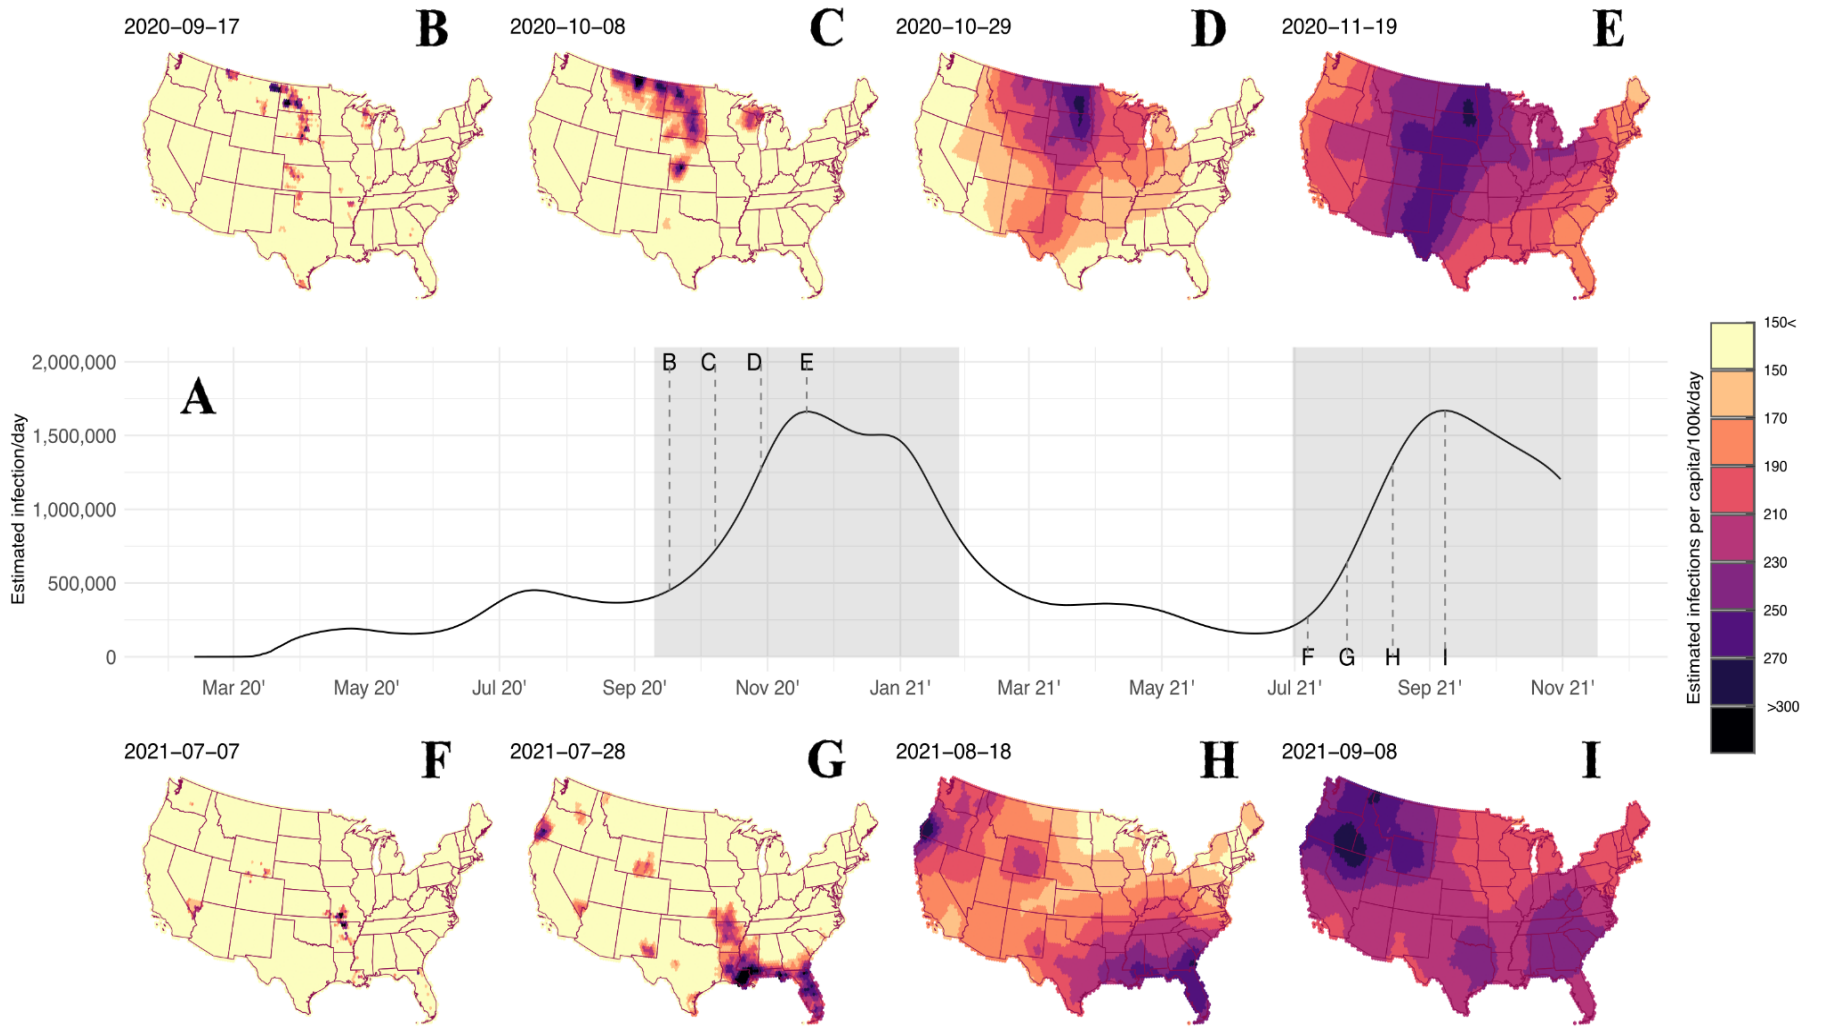 2020-09-17 B
2020-10-08 C
2020-10-29 D
2020-11-19 E
A
Estimated infection/day
2,000,000
1,500,000
1,000,000
500,000
0
B C D E
F G H I
Mar 20' May 20' Jul 20' Sep 20' Nov 20' Jan 21' Mar 21' May 21' Jul 21' Sep 21' Nov 21'
Estimated infections per capita/100k/day
150<
150
170
190
210
230
250
270
>300
2021-07-07 F
2021-07-28 G
2021-08-18 H
2021-09-08 I